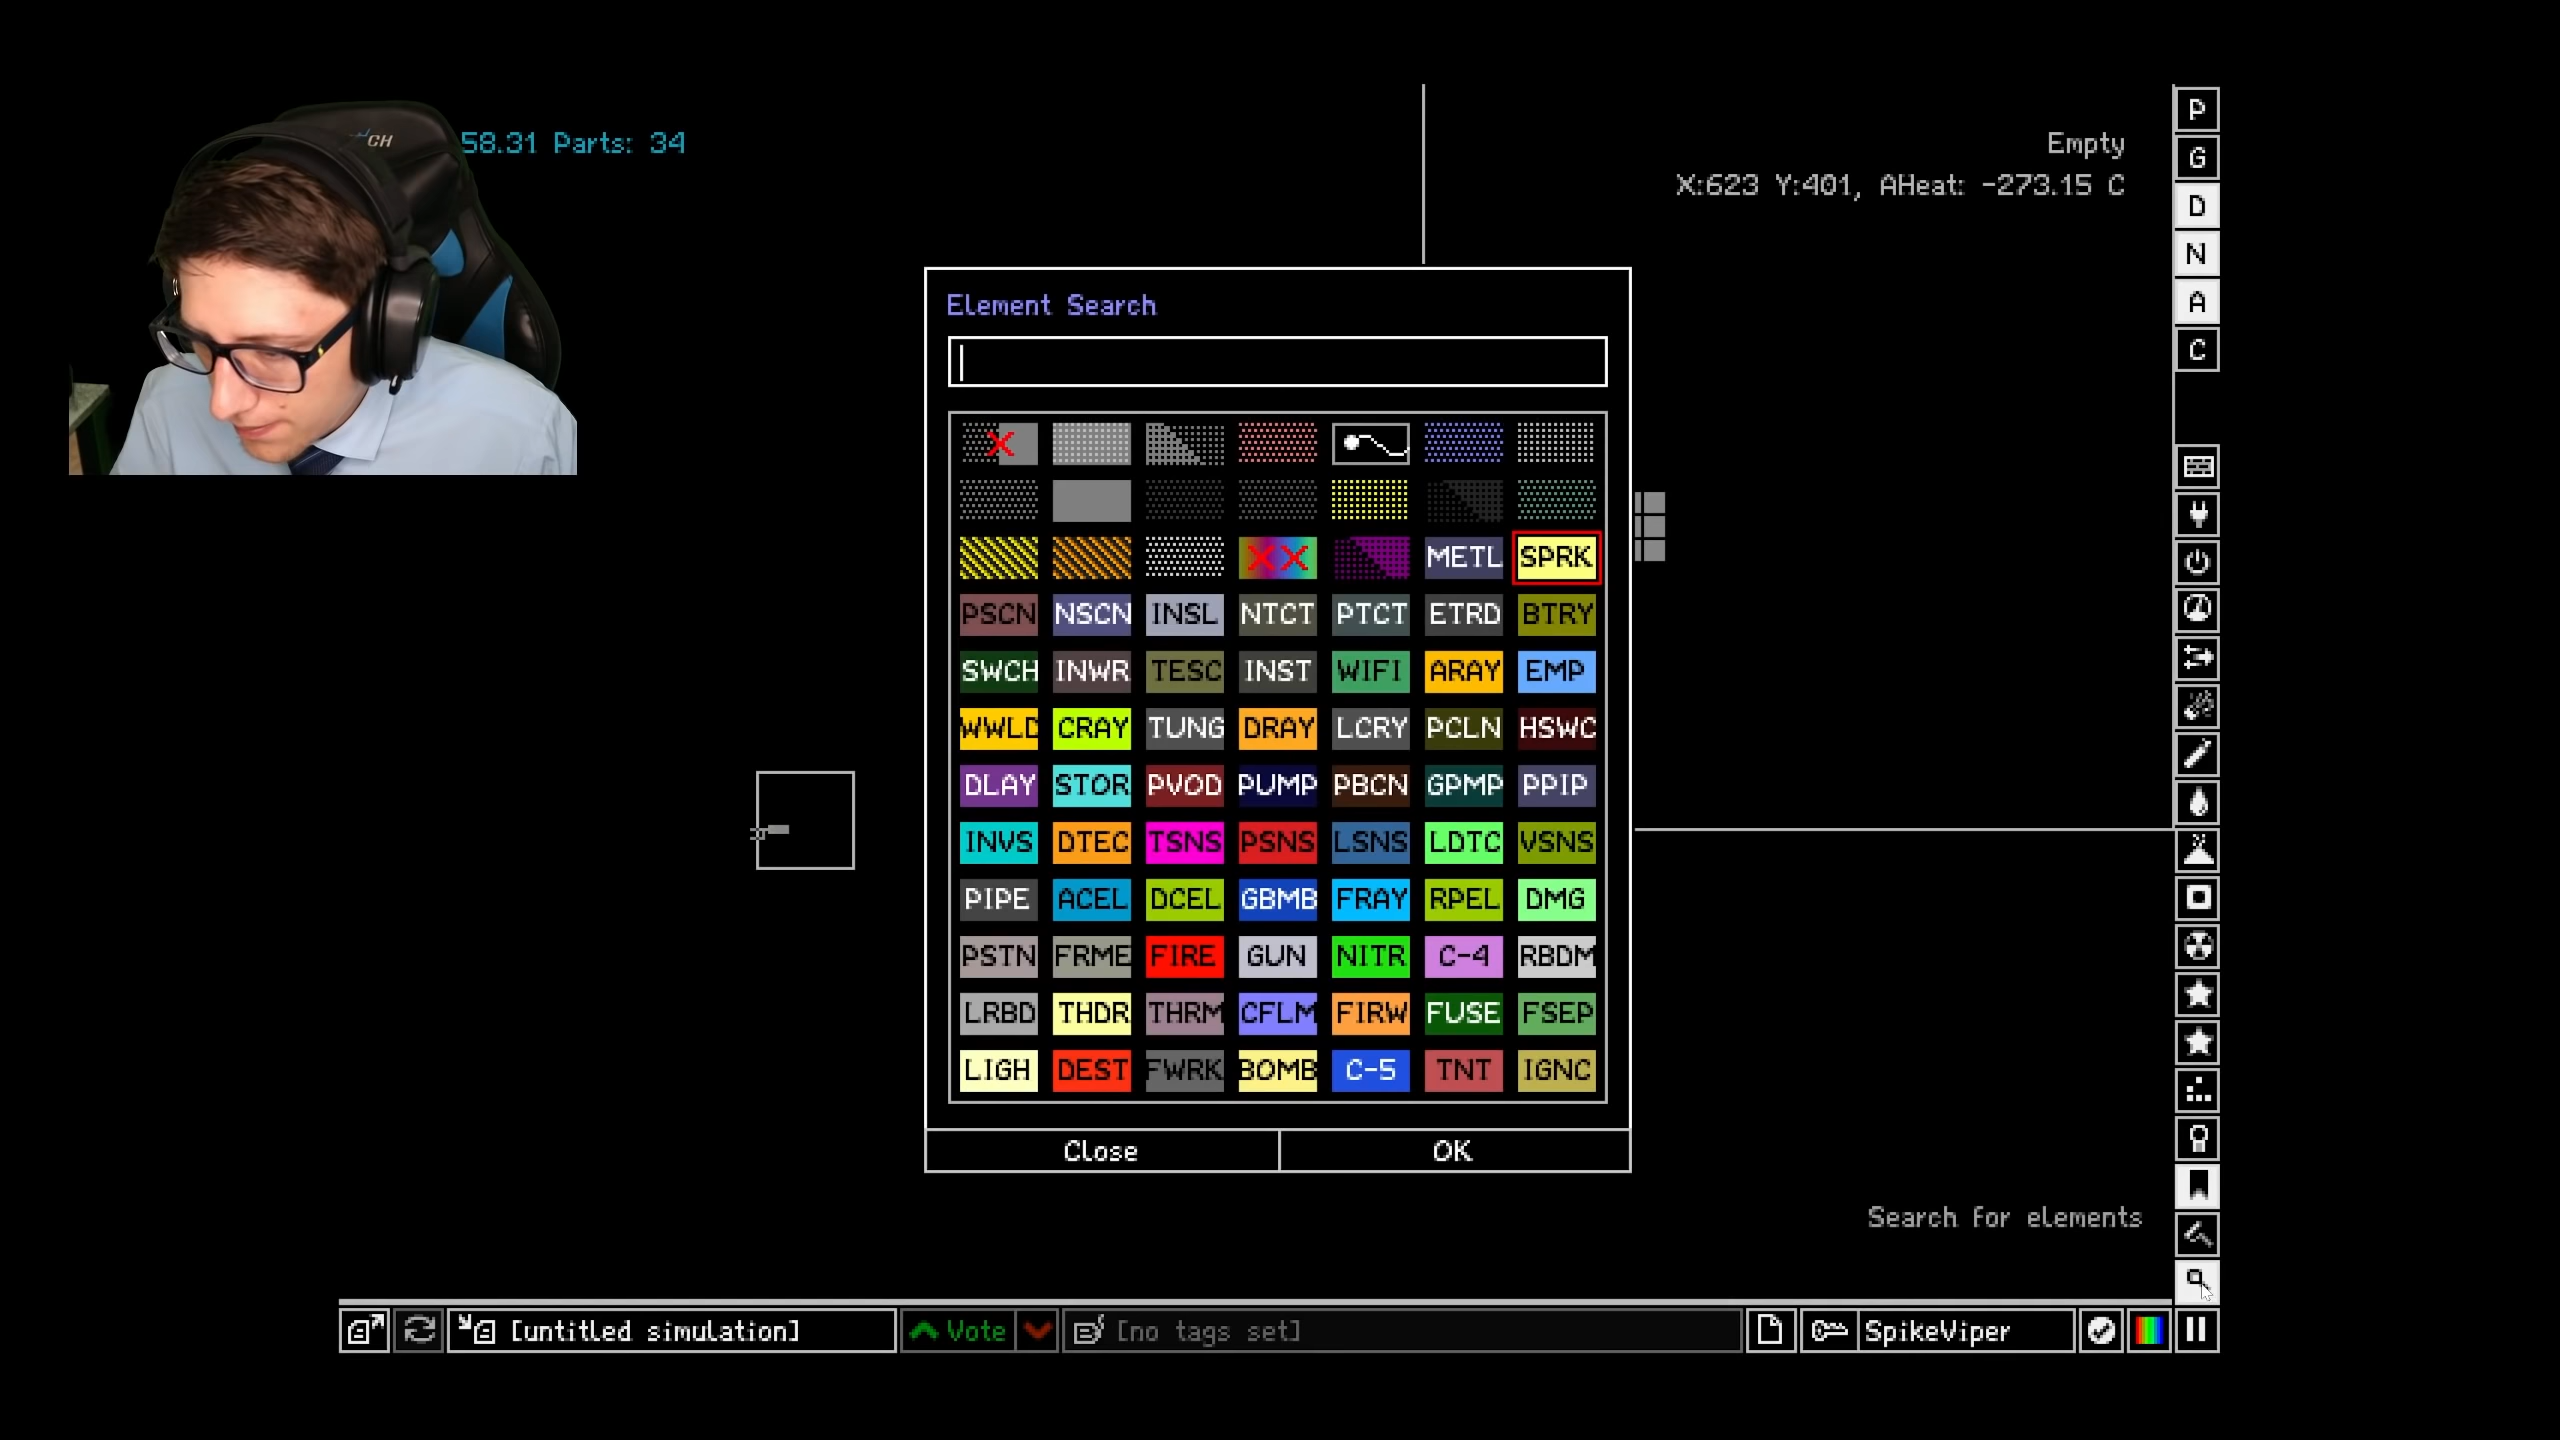 CH
58.31 Parts: 34
Empty
X:623 Y:401, AHeat: -273.15 C
P
G
D
N
A
C
Element Search
METL SPRK
PSCN NSCN INSL NTCT PTCT ETRD BTRY
SWCH INWR TESC INST WIFI ARAY EMP
WWLD CRAY TUNG DRAY LCRY PCLN HSWC
DLAY STOR PVOD PUMP PBCN GPMP PPIP
INVS DTEC TSNS PSNS LSNS LDTC VSNS
PIPE ACEL DCEL GBMB FRAY RPEL DMG
PSTN FRME FIRE GUN NITR C-4 RBDM
LRBD THDR THRM CFLM FIRW FUSE FSEP
LIGH DEST FWRK BOMB C-5 TNT IGNC
Close OK
Search for elements
[untitled simulation] Vote [no tags set] SpikeViper